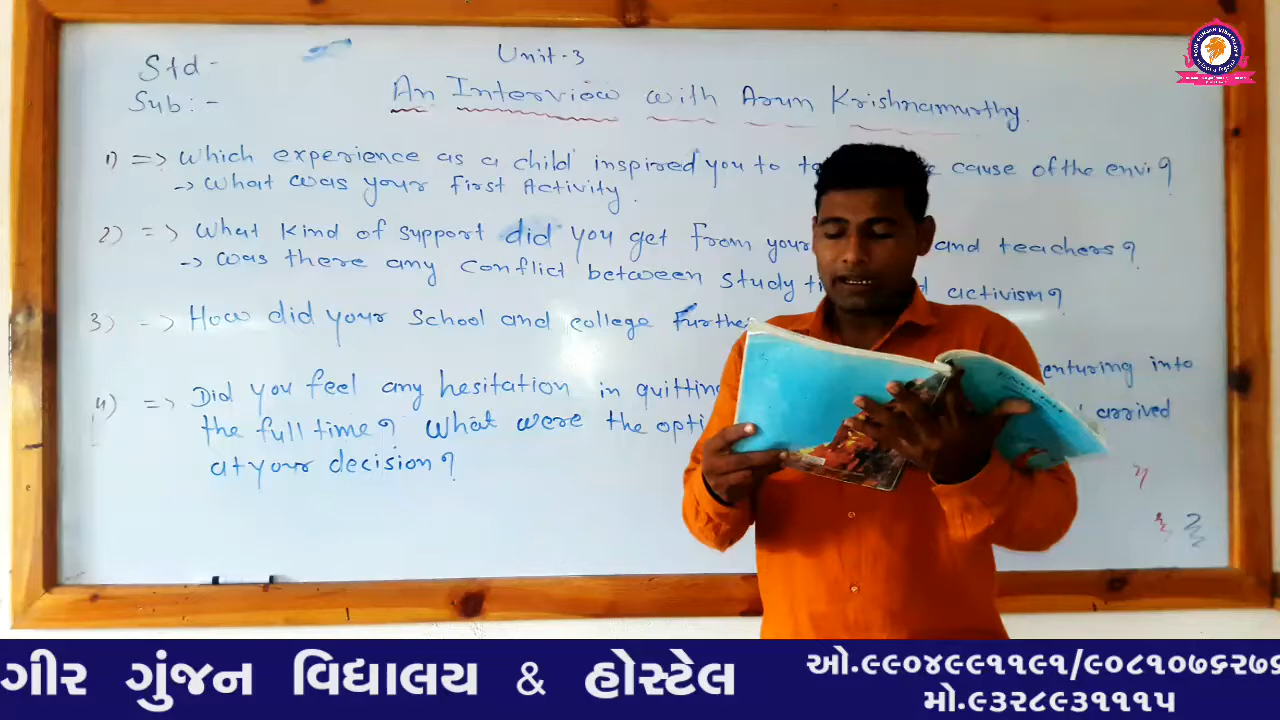 Std-
Unit-3
Sub:-
An Interview with Arun Krishnamurthy.
1) => Which experience as a child inspired you to cause of the envi?
-> What was your First Activity.
2) => What kind of support did you get From your and teachers?
-> Was there any conflict between study activism?
3) -> How did your School and college Further
enturing into
4) => Did you feel any hesitation in quitting arrived
the full time? What were the
at your decision?
ગીર ગુંજન વિદ્યાલય & હોસ્ટેલ
ઓ.૯૯૦૪૯૯૧૧૯૧/૯૦૮૧૦૭૬૨૭૬
મો.૯૩૨૮૯૩૧૧૧૫